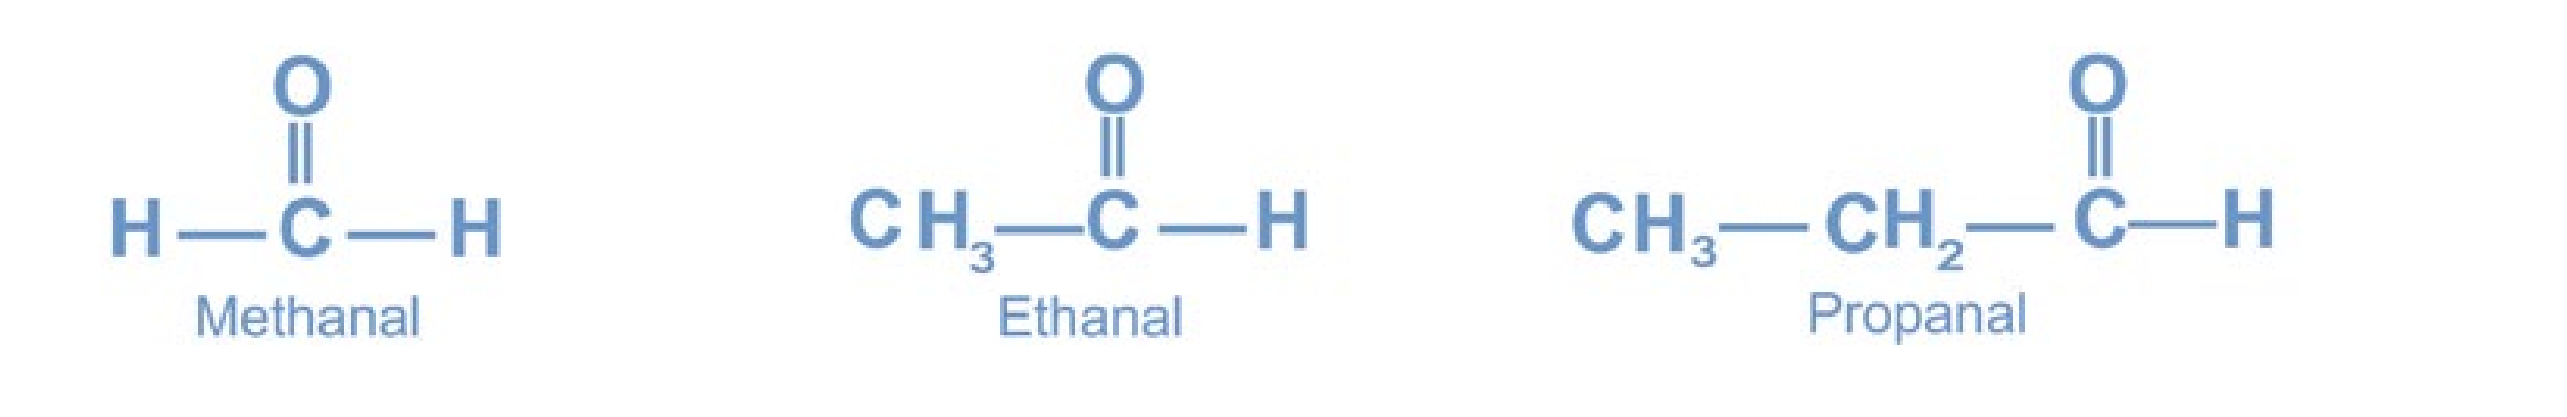 O O O
H C H CH3 C H CH3 CH2 C H
Methanal Ethanal Propanal